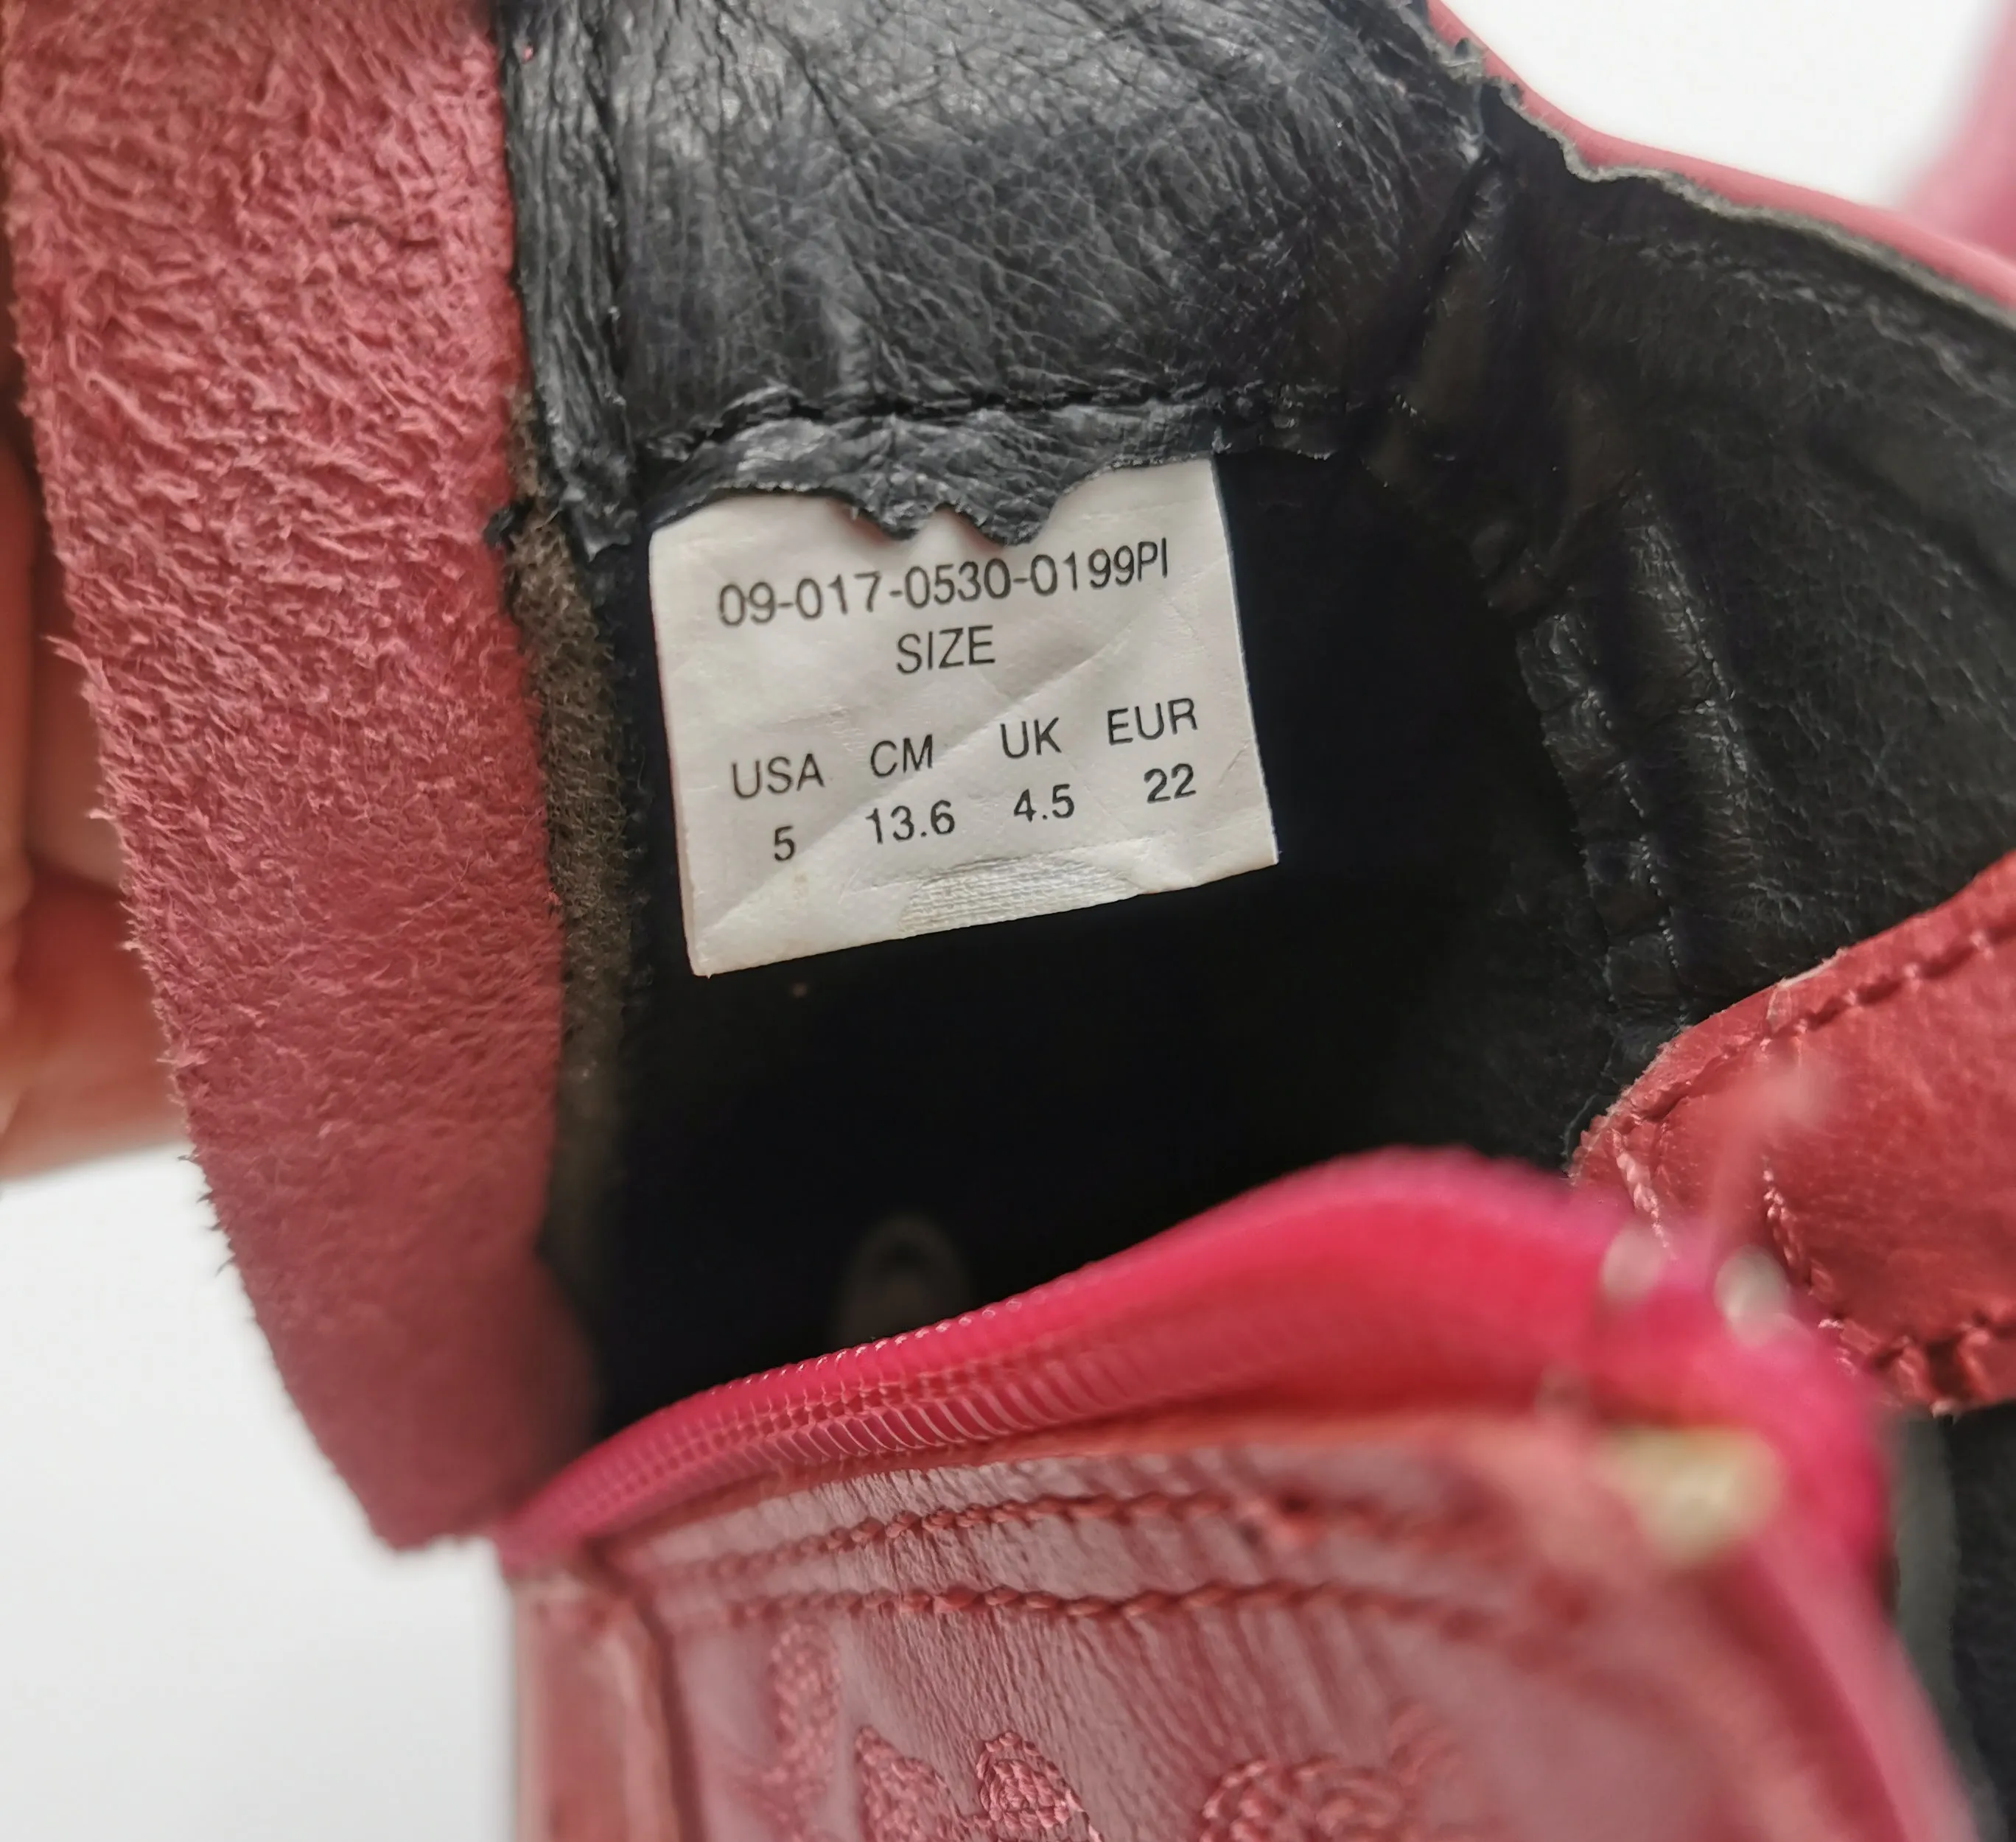 09-017-0530-0199PI
SIZE
USA CM UK EUR
5 13.6 4.5 22